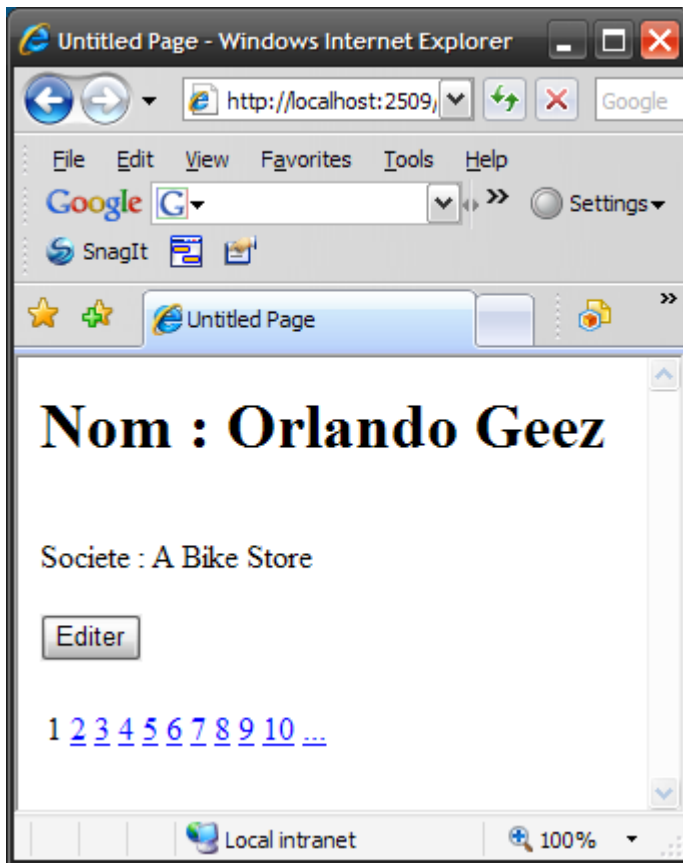 Untitled Page - Windows Internet Explorer
http://localhost:2509/ Google
File Edit View Favorites Tools Help
Google G Settings
SnagIt
Untitled Page
Nom : Orlando Geez
Societe : A Bike Store
Editer
1 2 3 4 5 6 7 8 9 10 ...
Local intranet 100%